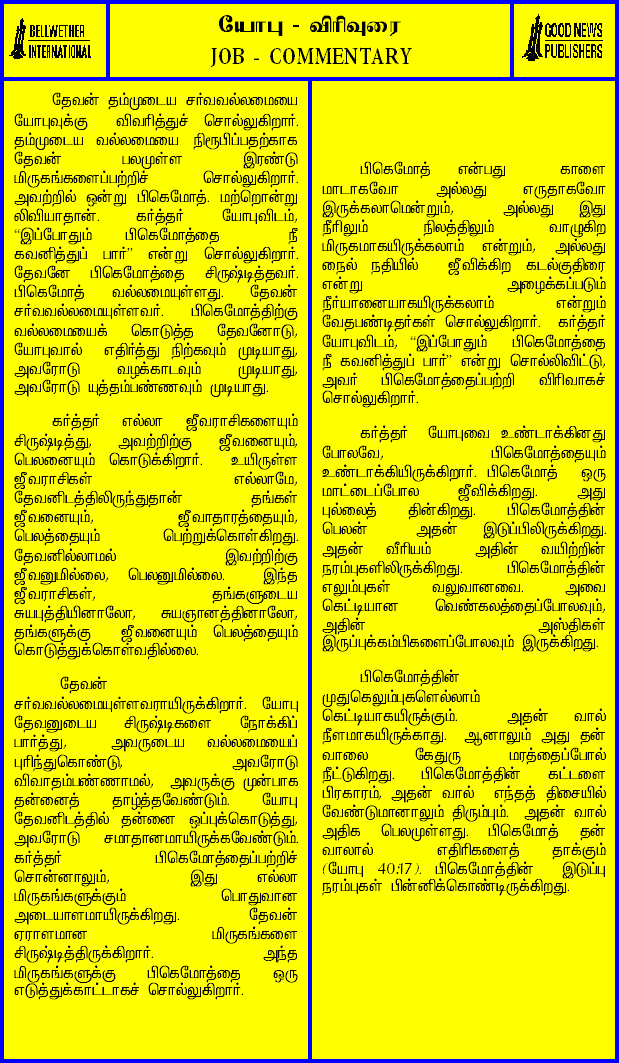 BELLWETHER
INTERNATIONAL
யோபு - விரிவுரை
JOB - COMMENTARY
GOOD NEWS
PUBLISHERS
தேவன் தம்முடைய சர்வவல்லமையை
யோபுவுக்கு விவரித்துச் சொல்லுகிறார்.
தம்முடைய வல்லமையை நிரூபிப்பதற்காக
தேவன் பலமுள்ள இரண்டு
மிருகங்களைப்பற்றிச் சொல்லுகிறார்.
அவற்றில் ஒன்று பிகெமோத். மற்றொன்று
லிவியாதான். கர்த்தர் யோபுவிடம்,
“இப்போதும் பிகெமோத்தை நீ
கவனித்துப் பார்” என்று சொல்லுகிறார்.
தேவனே பிகெமோத்தை சிருஷ்டித்தவர்.
பிகெமோத் வல்லமையுள்ளது. தேவன்
சர்வவல்லமையுள்ளவர். பிகெமோத்திற்கு
வல்லமையைக் கொடுத்த தேவனோடு,
யோபுவால் எதிர்த்து நிற்கவும் முடியாது,
அவரோடு வழக்காடவும் முடியாது,
அவரோடு யுத்தம்பண்ணவும் முடியாது.
கர்த்தர் எல்லா ஜீவராசிகளையும்
சிருஷ்டித்து, அவற்றிற்கு ஜீவனையும்,
பெலனையும் கொடுக்கிறார். உயிருள்ள
ஜீவராசிகள் எல்லாமே,
தேவனிடத்திலிருந்துதான் தங்கள்
ஜீவனையும், ஜீவாதாரத்தையும்,
பெலத்தையும் பெற்றுக்கொள்கிறது.
தேவனில்லாமல் இவற்றிற்கு
ஜீவனுமில்லை, பெலனுமில்லை. இந்த
ஜீவராசிகள், தங்களுடைய
சுயபுத்தியினாலோ, சுயஞானத்தினாலோ,
தங்களுக்கு ஜீவனையும் பெலத்தையும்
கொடுத்துக்கொள்வதில்லை.
தேவன்
சர்வவல்லமையுள்ளவராயிருக்கிறார். யோபு
தேவனுடைய சிருஷ்டிகளை நோக்கிப்
பார்த்து, அவருடைய வல்லமையைப்
புரிந்துகொண்டு, அவரோடு
விவாதம்பண்ணாமல், அவருக்கு முன்பாக
தன்னைத் தாழ்த்தவேண்டும். யோபு
தேவனிடத்தில் தன்னை ஒப்புக்கொடுத்து,
அவரோடு சமாதானமாயிருக்கவேண்டும்.
கர்த்தர் பிகெமோத்தைப்பற்றிச்
சொன்னாலும், இது எல்லா
மிருகங்களுக்கும் பொதுவான
அடையாளமாயிருக்கிறது. தேவன்
ஏராளமான மிருகங்களை
சிருஷ்டித்திருக்கிறார். அந்த
மிருகங்களுக்கு பிகெமோத்தை ஒரு
எடுத்துக்காட்டாகச் சொல்லுகிறார்.
பிகெமோத் என்பது காளை
மாடாகவோ அல்லது எருதாகவோ
இருக்கலாமென்றும், அல்லது இது
நீரிலும் நிலத்திலும் வாழுகிற
மிருகமாகயிருக்கலாம் என்றும், அல்லது
நைல் நதியில் ஜீவிக்கிற கடல்குதிரை
என்று அழைக்கப்படும்
நீர்யானையாகயிருக்கலாம் என்றும்
வேதபண்டிதர்கள் சொல்லுகிறார். கர்த்தர்
யோபுவிடம், “இப்போதும் பிகெமோத்தை
நீ கவனித்துப் பார்” என்று சொல்லிவிட்டு,
அவர் பிகெமோத்தைப்பற்றி விரிவாகச்
சொல்லுகிறார்.
கர்த்தர் யோபுவை உண்டாக்கினது
போலவே, பிகெமோத்தையும்
உண்டாக்கியிருக்கிறார். பிகெமோத் ஒரு
மாட்டைப்போல ஜீவிக்கிறது. அது
புல்லைத் தின்கிறது. பிகெமோத்தின்
பெலன் அதன் இடுப்பிலிருக்கிறது.
அதன் வீரியம் அதின் வயிற்றின்
நரம்புகளிலிருக்கிறது. பிகெமோத்தின்
எலும்புகள் வலுவானவை. அவை
கெட்டியான வெண்கலத்தைப்போலவும்,
அதின் அஸ்திகள்
இருப்புக்கம்பிகளைப்போலவும் இருக்கிறது.
பிகெமோத்தின்
முதுகெலும்புகளெல்லாம்
கெட்டியாகயிருக்கும். அதன் வால்
நீளமாகயிருக்காது. ஆனாலும் அது தன்
வாலை கேதுரு மரத்தைப்போல்
நீட்டுகிறது. பிகெமோத்தின் கட்டளை
பிரகாரம், அதன் வால் எந்தத் திசையில்
வேண்டுமானாலும் திரும்பும். அதன் வால்
அதிக பெலமுள்ளது. பிகெமோத் தன்
வாலால் எதிரிகளைத் தாக்கும்
(யோபு 40:17). பிகெமோத்தின் இடுப்பு
நரம்புகள் பின்னிக்கொண்டிருக்கிறது.